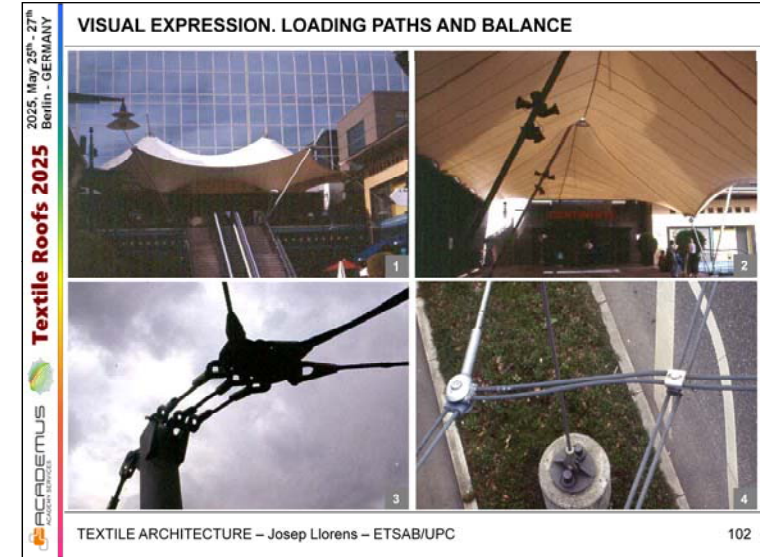 VISUAL EXPRESSION. LOADING PATHS AND BALANCE
2025, May 25th - 27th
Berlin - GERMANY
Textile Roofs 2025
ACADEMUS
ACADEMY SERVICES
1
2
3
4
TEXTILE ARCHITECTURE – Josep Llorens – ETSAB/UPC
102